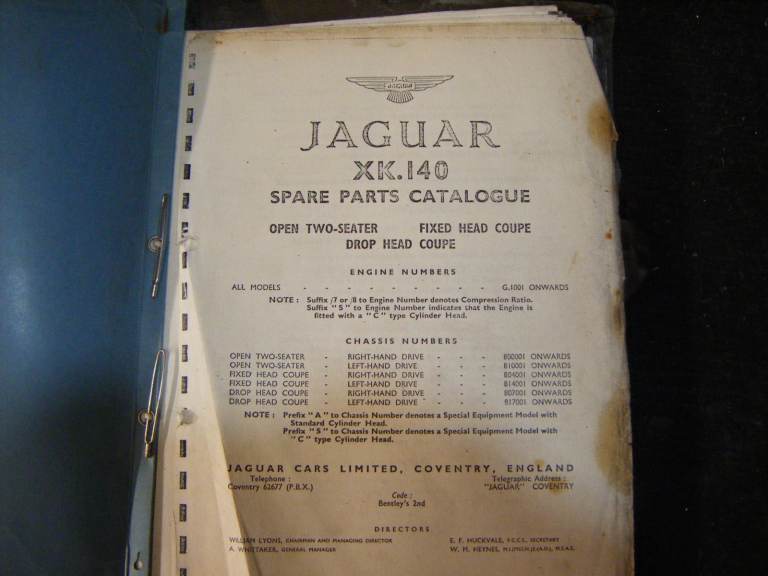 JAGUAR
JAGUAR
XK.140
SPARE PARTS CATALOGUE
OPEN TWO-SEATER FIXED HEAD COUPE
DROP HEAD COUPE
ENGINE NUMBERS
ALL MODELS - - - - - - - - - G.1001 ONWARDS
NOTE : Suffix /7 or /8 to Engine Number denotes Compression Ratio.
Suffix "S" to Engine Number indicates that the Engine is
fitted with a "C" type Cylinder Head.
CHASSIS NUMBERS
OPEN TWO-SEATER - RIGHT-HAND DRIVE - - - 800001 ONWARDS
OPEN TWO-SEATER - LEFT-HAND DRIVE - - - 810001 ONWARDS
FIXED HEAD COUPE - RIGHT-HAND DRIVE - - - 804001 ONWARDS
FIXED HEAD COUPE - LEFT-HAND DRIVE - - - 814001 ONWARDS
DROP HEAD COUPE - RIGHT-HAND DRIVE - - - 807001 ONWARDS
DROP HEAD COUPE - LEFT-HAND DRIVE - - - 817001 ONWARDS
NOTE : Prefix "A" to Chassis Number denotes a Special Equipment Model with
Standard Cylinder Head.
Prefix "S" to Chassis Number denotes a Special Equipment Model with
"C" type Cylinder Head.
JAGUAR CARS LIMITED, COVENTRY, ENGLAND
Telephone : Telegraphic Address :
Coventry 62677 (P.B.X.) "JAGUAR," COVENTRY
Code :
Bentley's 2nd
DIRECTORS
WILLIAM LYONS, CHAIRMAN AND MANAGING DIRECTOR E. F. HUCKVALE, F.C.C.S., SECRETARY
A. WHITTAKER, GENERAL MANAGER W. M. HEYNES, M.I.MECH.E., M.S.A.E.